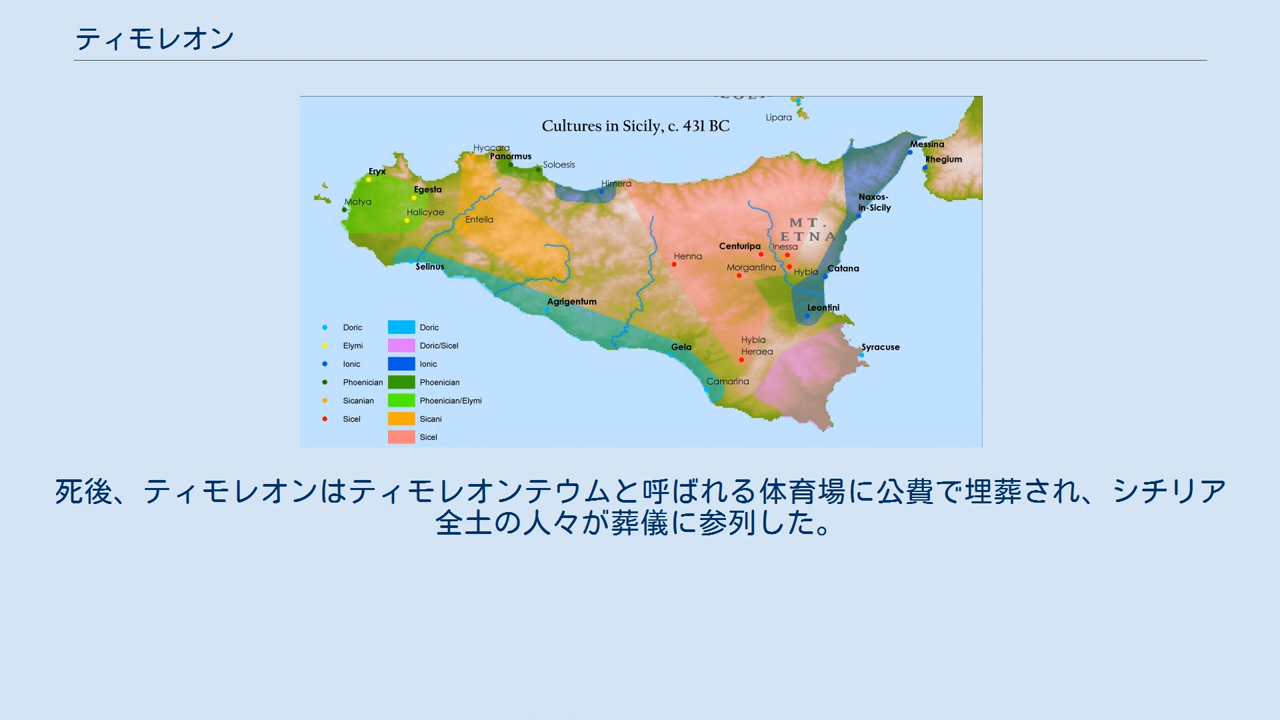 ティモレオン
Cultures in Sicily, c. 431 BC
Lipara
Hyccara
Panormus
Soloesis
Messina
Rhegium
Eryx
Egesta
Himera
Motya
Halicyae
Entella
Naxos-
in-Sicily
MT.
ETNA
Centuripa
Inessa
Henna
Morgantina
Hybla
Catana
Selinus
Agrigentum
Leontini
Gela
Hybla
Heraea
Syracuse
Camarina
Doric
Elymi
Ionic
Phoenician
Sicanian
Sicel
Doric
Doric/Sicel
Ionic
Phoenician
Phoenician/Elymi
Sicani
Sicel
死後、ティモレオンはティモレオンテウムと呼ばれる体育場に公費で埋葬され、シチリア
全土の人々が葬儀に参列した。